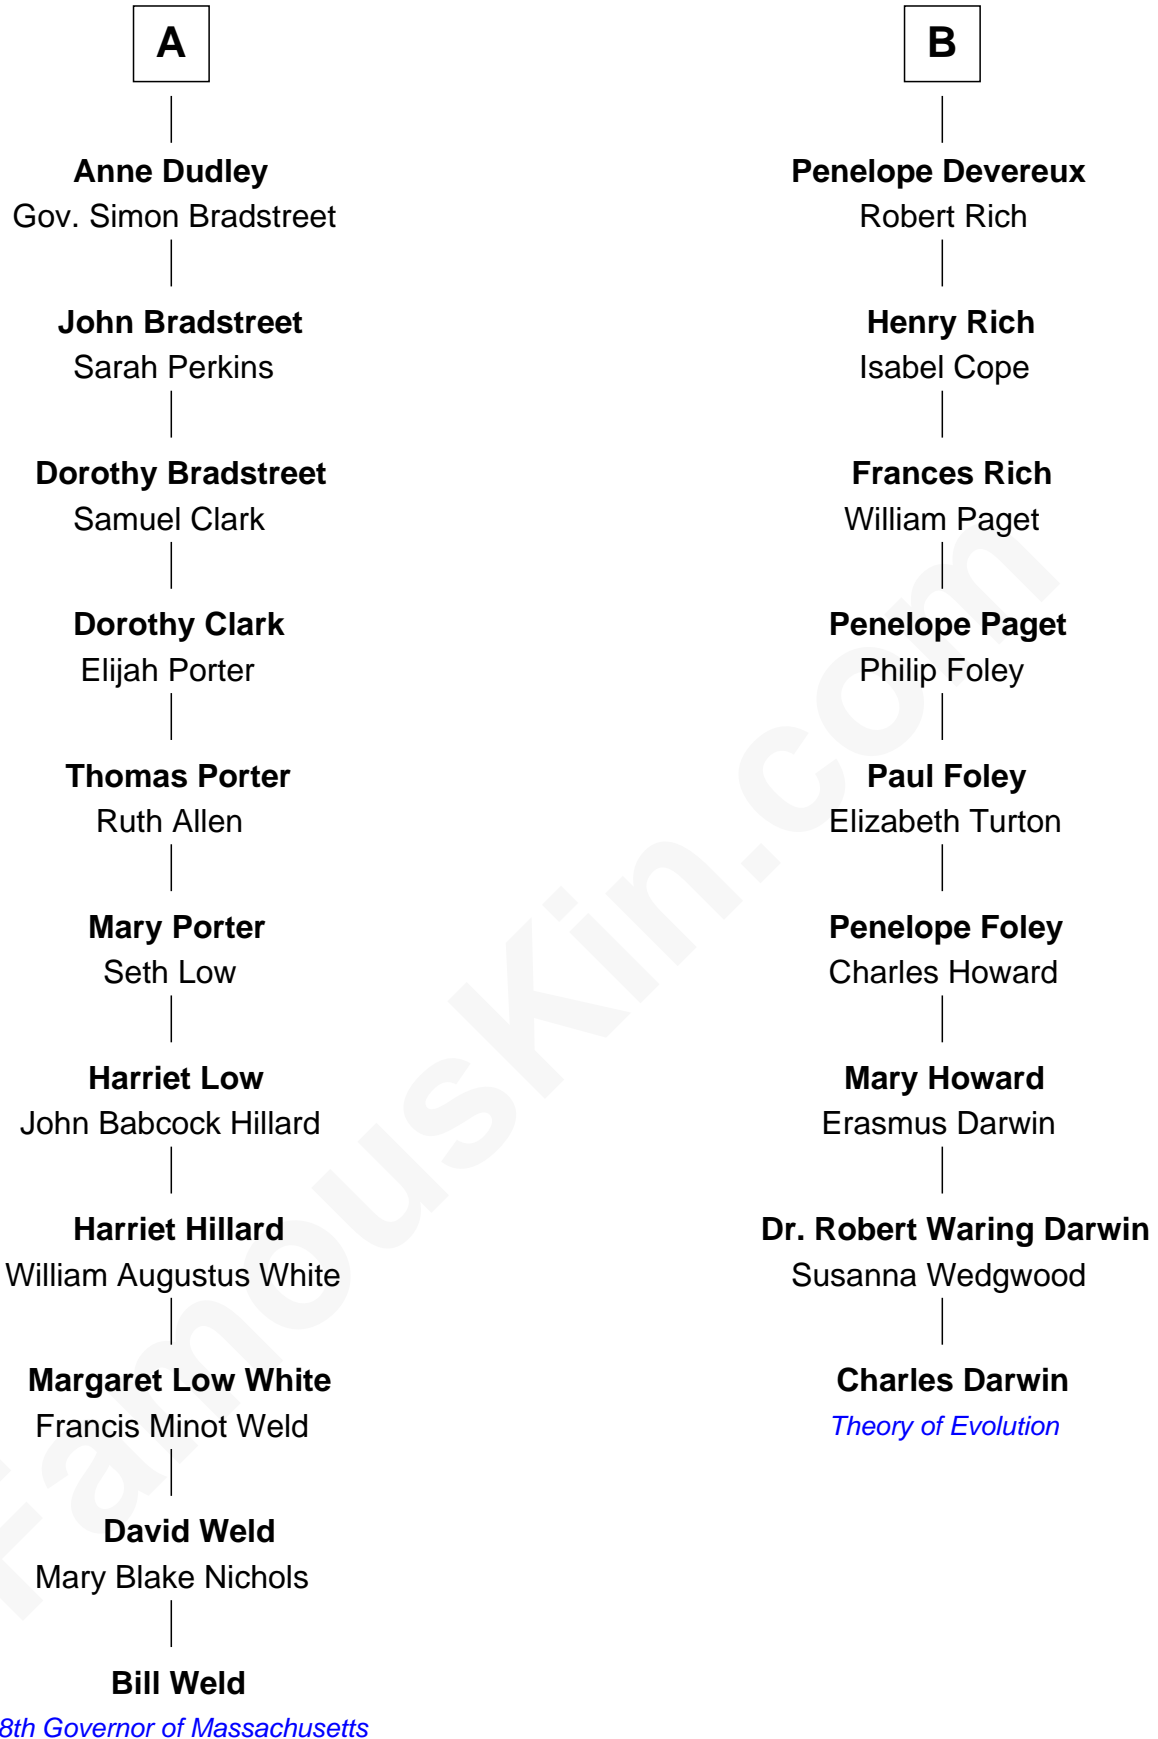 A
Anne Dudley
Gov. Simon Bradstreet
John Bradstreet
Sarah Perkins
Dorothy Bradstreet
Samuel Clark
Dorothy Clark
Elijah Porter
Thomas Porter
Ruth Allen
Mary Porter
Seth Low
Harriet Low
John Babcock Hillard
Harriet Hillard
William Augustus White
Margaret Low White
Francis Minot Weld
David Weld
Mary Blake Nichols
Bill Weld
8th Governor of Massachusetts
B
Penelope Devereux
Robert Rich
Henry Rich
Isabel Cope
Frances Rich
William Paget
Penelope Paget
Philip Foley
Paul Foley
Elizabeth Turton
Penelope Foley
Charles Howard
Mary Howard
Erasmus Darwin
Dr. Robert Waring Darwin
Susanna Wedgwood
Charles Darwin
Theory of Evolution
FamousKin.com